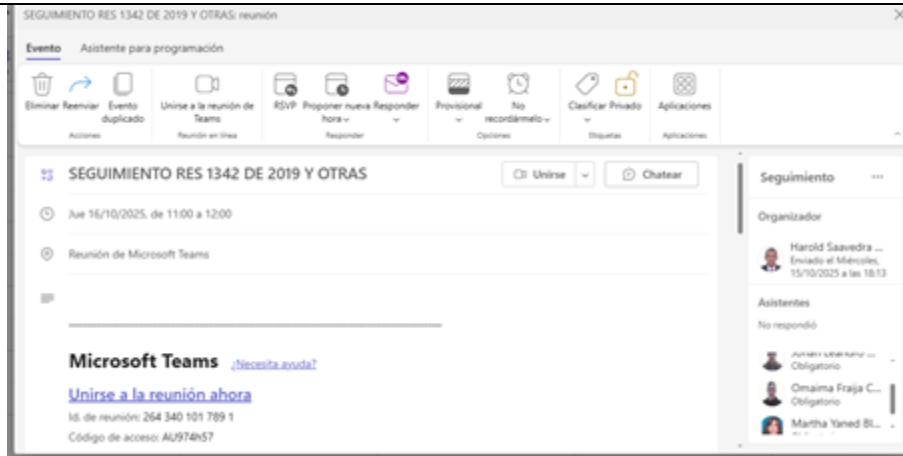 SEGUIMIENTO RES 1342 DE 2019 Y OTRAS: reunión
Evento Asistente para programación
Eliminar Reenviar Evento duplicado
Unirse a la reunión de Teams
RSVP Proponer nueva hora Responder
Provisional No recordármelo
Clasificar Privado
Aplicaciones
Acciones Reunión en línea Responder Opciones Etiquetas Aplicaciones
SEGUIMIENTO RES 1342 DE 2019 Y OTRAS
Unirse Chatear
Jue 16/10/2025, de 11:00 a 12:00
Reunión de Microsoft Teams
Microsoft Teams ¿Necesita ayuda?
Unirse a la reunión ahora
Id. de reunión: 264 340 101 789 1
Código de acceso: AU974h57
Seguimiento ...
Organizador
Harold Saavedra ...
Enviado el Miércoles,
15/10/2025 a las 18:13
Asistentes
No respondió
Obligatorio
Omaima Fraija C...
Obligatorio
Martha Yaned Bl...